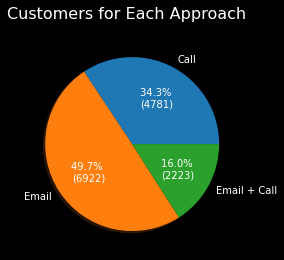 Customers for Each Approach
Call
34.3%
(4781)
49.7%
(6922)
16.0%
(2223)
Email
Email + Call